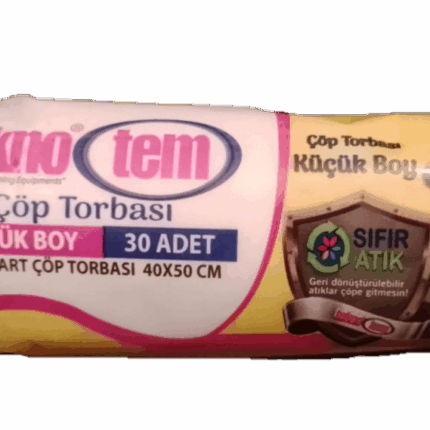 kno® tem
Çöp Torbası
ÜK BOY 30 ADET
ART ÇÖP TORBASI 40X50 CM
Çöp Torbası
Küçük Boy
SIFIR
ATIK
Geri dönüştürülebilir
atıklar çöpe gitmesin!
teknotem